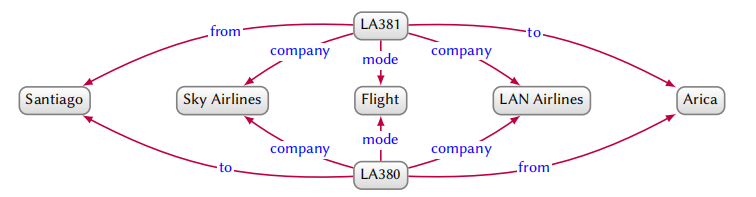 LA381
from
to
company
company
mode
Santiago
Sky Airlines
Flight
LAN Airlines
Arica
mode
company
company
to
from
LA380